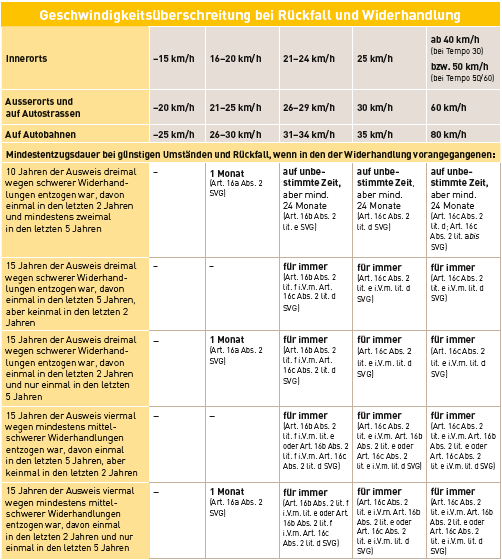 Geschwindigkeitsüberschreitung bei Rückfall und Widerhandlung
Innerorts
–15 km/h
16–20 km/h
21–24 km/h
25 km/h
ab 40 km/h
(bei Tempo 30)
bzw. 50 km/h
(bei Tempo 50/60)
Ausserorts und
auf Autostrassen
–20 km/h
21–25 km/h
26–29 km/h
30 km/h
60 km/h
Auf Autobahnen
–25 km/h
26–30 km/h
31–34 km/h
35 km/h
80 km/h
Mindestentzugsdauer bei günstigen Umständen und Rückfall, wenn in den der Widerhandlung vorangegangenen:
10 Jahren der Ausweis dreimal
wegen schwerer Widerhand-
lungen entzogen war, davon
einmal in den letzten 2 Jahren
und mindestens zweimal
in den letzten 5 Jahren
–
1 Monat
(Art. 16a Abs. 2
SVG)
auf unbe-
stimmte Zeit,
aber mind.
24 Monate
(Art. 16b Abs. 2
lit. e SVG)
auf unbe-
stimmte Zeit,
aber mind.
24 Monate
(Art. 16c Abs. 2
lit. d SVG)
auf unbe-
stimmte Zeit,
aber mind.
24 Monate
(Art. 16c Abs. 2
lit. d; Art. 16c
Abs. 2 lit. abis
SVG)
15 Jahren der Ausweis dreimal
wegen schwerer Widerhand-
lungen entzogen war, davon
einmal in den letzten 5 Jahren,
aber keinmal in den letzten 2
Jahren
–
–
für immer
(Art. 16b Abs. 2
lit. f i.V.m. Art.
16c Abs. 2 lit. d
SVG)
für immer
(Art. 16c Abs. 2
lit. e i.V.m. lit. d
SVG)
für immer
(Art. 16c Abs. 2
lit. e i.V.m. lit. d
SVG)
15 Jahren der Ausweis dreimal
wegen schwerer Widerhand-
lungen entzogen war, davon
einmal in den letzten 2 Jahren
und nur einmal in den letzten
5 Jahren
–
1 Monat
(Art. 16a Abs. 2
SVG)
für immer
(Art. 16b Abs. 2
lit. f i.V.m. Art.
16c Abs. 2 lit. d
SVG)
für immer
(Art. 16c Abs. 2
lit. e i.V.m. lit. d
SVG)
für immer
(Art. 16c Abs. 2
lit. e i.V.m. lit. d
SVG)
15 Jahren der Ausweis viermal
wegen mindestens mittel-
schwerer Widerhandlungen
entzogen war, davon einmal
in den letzten 5 Jahren, aber
keinmal in den letzten 2 Jahren
–
–
für immer
(Art. 16b Abs. 2
lit. f i.V.m. lit. e
oder Art. 16b Abs. 2
lit. f i.V.m. Art. 16c
Abs. 2 lit. d SVG)
für immer
(Art. 16c Abs. 2
lit. e i.V.m. Art. 16b
Abs. 2 lit. e oder
Art. 16c Abs. 2
lit. e i.V.m. lit. d SVG)
für immer
(Art. 16c Abs. 2
lit. e i.V.m. Art. 16b
Abs. 2 lit. e oder
Art. 16c Abs. 2
lit. e i.V.m. lit. d SVG)
15 Jahren der Ausweis viermal
wegen mindestens mittel-
schwerer Widerhandlungen
entzogen war, davon einmal
in den letzten 2 Jahren und nur
einmal in den letzten 5 Jahren
–
1 Monat
(Art. 16a Abs. 2
SVG)
für immer
(Art. 16b Abs. 2 lit. f
i.V.m. lit. e oder Art.
16b Abs. 2 lit. f
i.V.m. Art. 16c
Abs. 2 lit. d SVG)
für immer
(Art. 16c Abs. 2
lit. e i.V.m. Art. 16b
Abs. 2 lit. e oder
Art. 16c Abs. 2
lit. e i.V.m. lit. d
SVG)
für immer
(Art. 16c Abs. 2
lit. e i.V.m. Art. 16b
Abs. 2 lit. e oder
Art. 16c Abs. 2
lit. e i.V.m. lit. d
SVG)